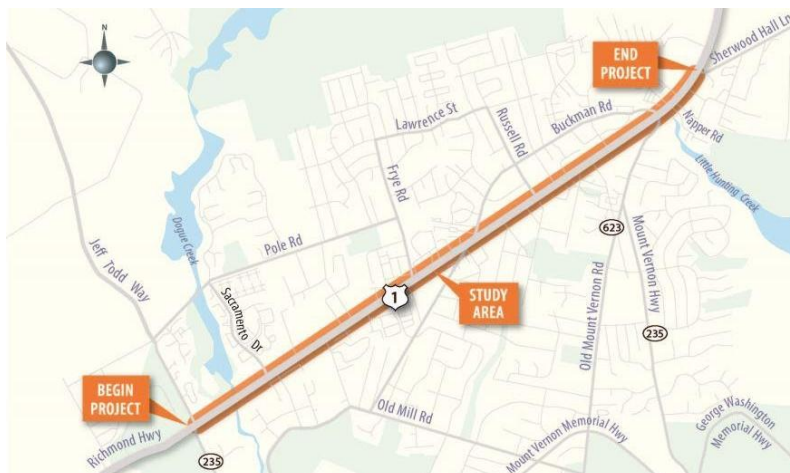 N
END
PROJECT
Sherwood Hall Ln
Lawrence St
Russell Rd
Buckman Rd
Napper Rd
Frye Rd
Little Hunting Creek
Dogue Creek
Pole Rd
623
Mount Vernon Hwy
Jeff Todd Way
1
STUDY
AREA
Old Mount Vernon Rd
Sacramento Dr
235
BEGIN
PROJECT
Old Mill Rd
George Washington
Memorial Hwy
Richmond Hwy
235
Mount Vernon Memorial Hwy